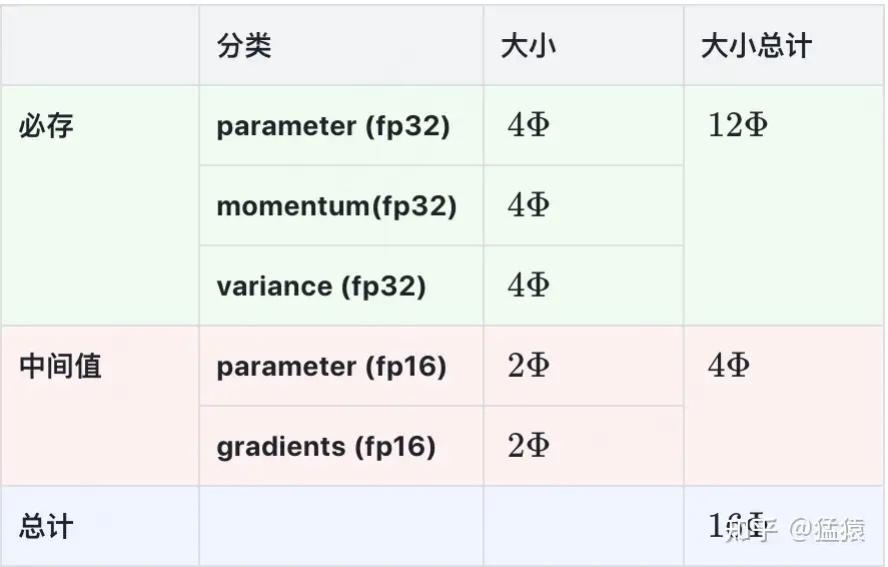 分类 大小 大小总计
必存 parameter (fp32) 4Φ 12Φ
momentum(fp32) 4Φ
variance (fp32) 4Φ
中间值 parameter (fp16) 2Φ 4Φ
gradients (fp16) 2Φ
总计 16Φ
知乎 @猛猿